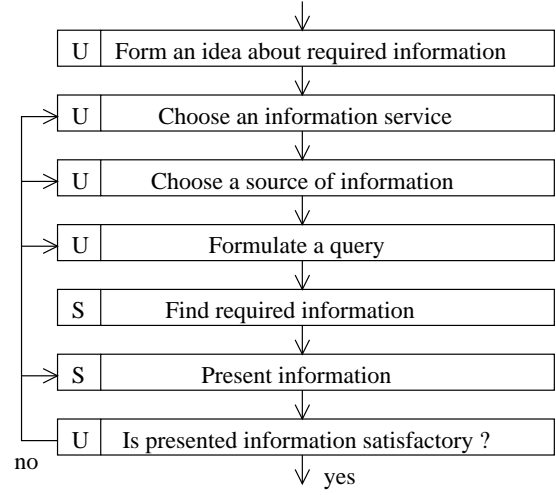 U Form an idea about required information
U Choose an information service
U Choose a source of information
U Formulate a query
S Find required information
S Present information
U Is presented information satisfactory ?
no
yes